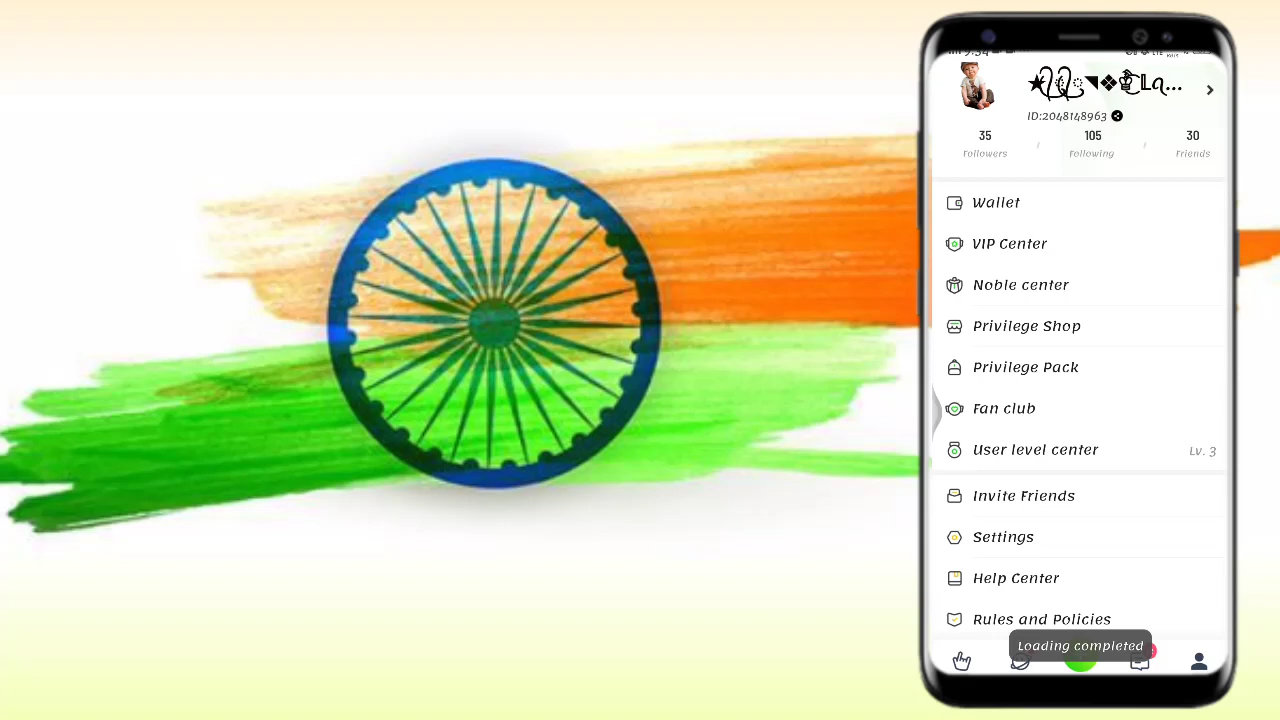 ID:2048148963
35 105 30
Followers Following Friends
Wallet
VIP Center
Noble center
Privilege Shop
Privilege Pack
Fan club
User level center Lv. 3
Invite Friends
Settings
Help Center
Rules and Policies
Loading completed